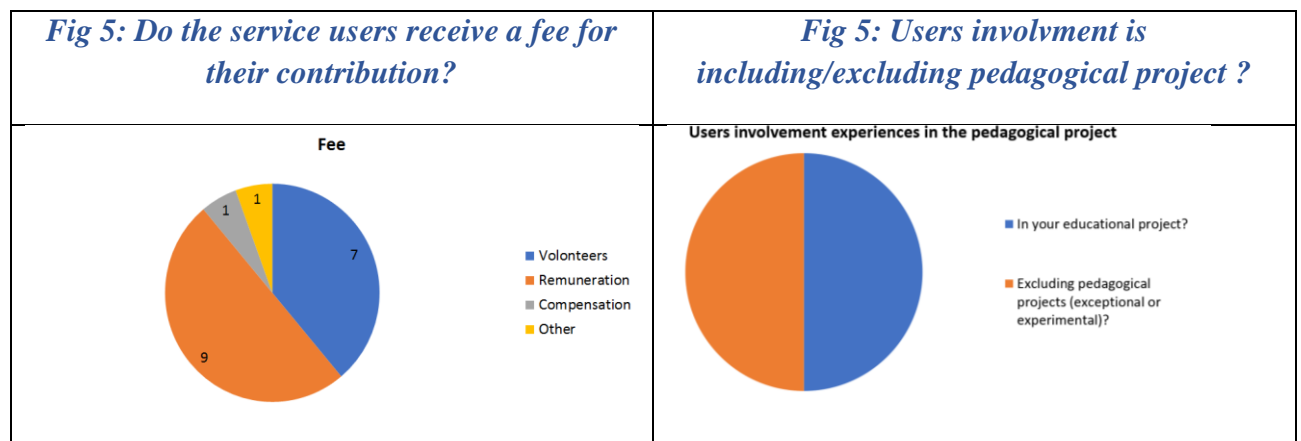 Fig 5: Do the service users receive a fee for
their contribution?
Fig 5: Users involvment is
including/excluding pedagogical project ?
Fee
1
1
7
9
Volonteers
Remuneration
Compensation
Other
Users involvement experiences in the pedagogical project
In your educational project?
Excluding pedagogical
projects (exceptional or
experimental)?